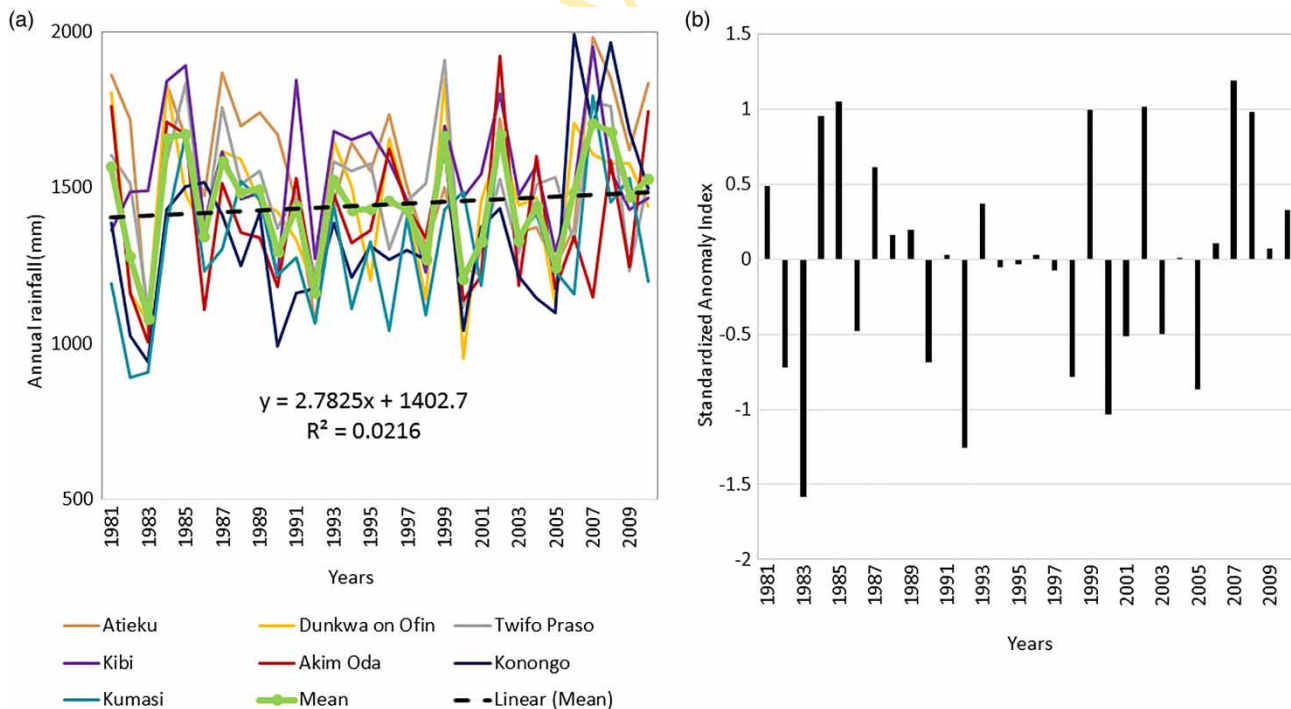 (a)
2000
1500
1000
500
Annual rainfall (mm)
y = 2.7825x + 1402.7
R² = 0.0216
1981
1983
1985
1987
1989
1991
1993
1995
1997
1999
2001
2003
2005
2007
2009
Years
Atieku
Dunkwa on Ofin
Twifo Praso
Kibi
Akim Oda
Konongo
Kumasi
Mean
Linear (Mean)
(b)
1.5
1
0.5
0
-0.5
-1
-1.5
-2
Standardized Anomaly Index
1981
1983
1985
1987
1989
1991
1993
1995
1997
1999
2001
2003
2005
2007
2009
Years